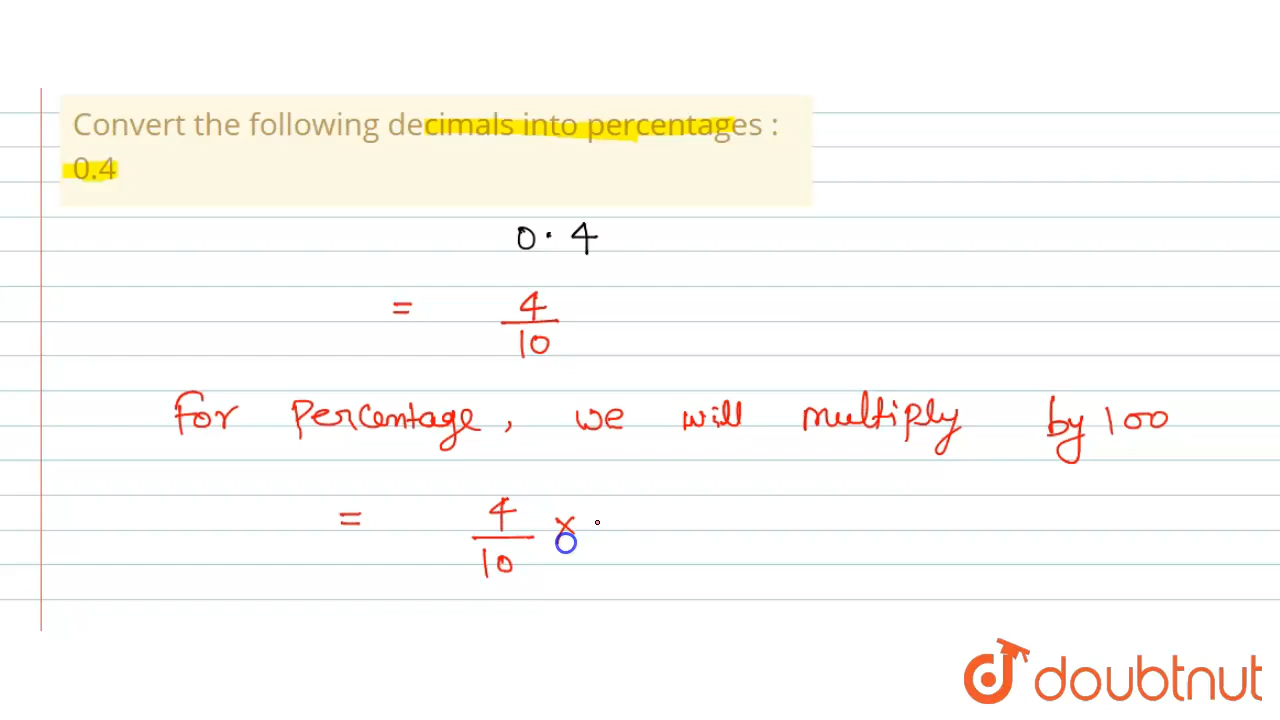 Convert the following decimals into percentages :
0.4
0.4
= 4/10
For Percentage, we will multiply by 100
= 4/10 ×
doubtnut